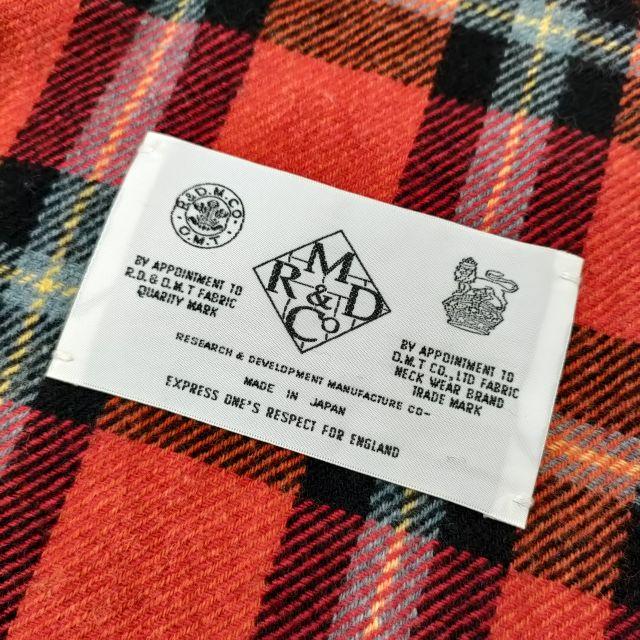 R.D.M.CO
O.M.T
BY APPOINTMENT TO
R.D.& O.M.T FABRIC
QUARITY MARK
M
R & D
Co
BY APPOINTMENT TO
O.M.T CO.,LTD FABRIC
NECK WEAR BRAND
TRADE MARK
RESEARCH & DEVELOPMENT MANUFACTURE CO-
MADE IN JAPAN
EXPRESS ONE'S RESPECT FOR ENGLAND